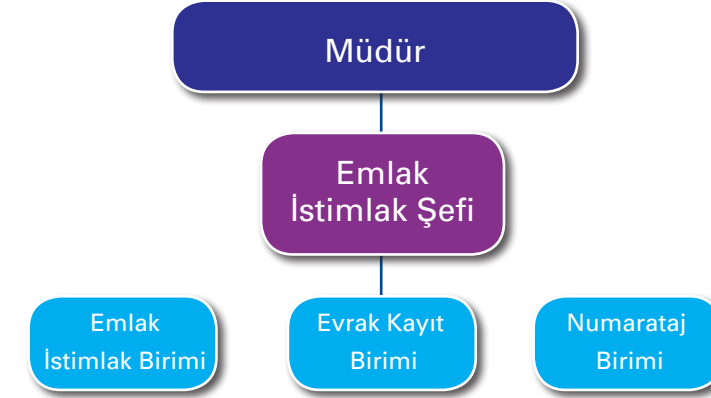 Müdür
Emlak
İstimlak Şefi
Emlak
İstimlak Birimi
Evrak Kayıt
Birimi
Numarataj
Birimi